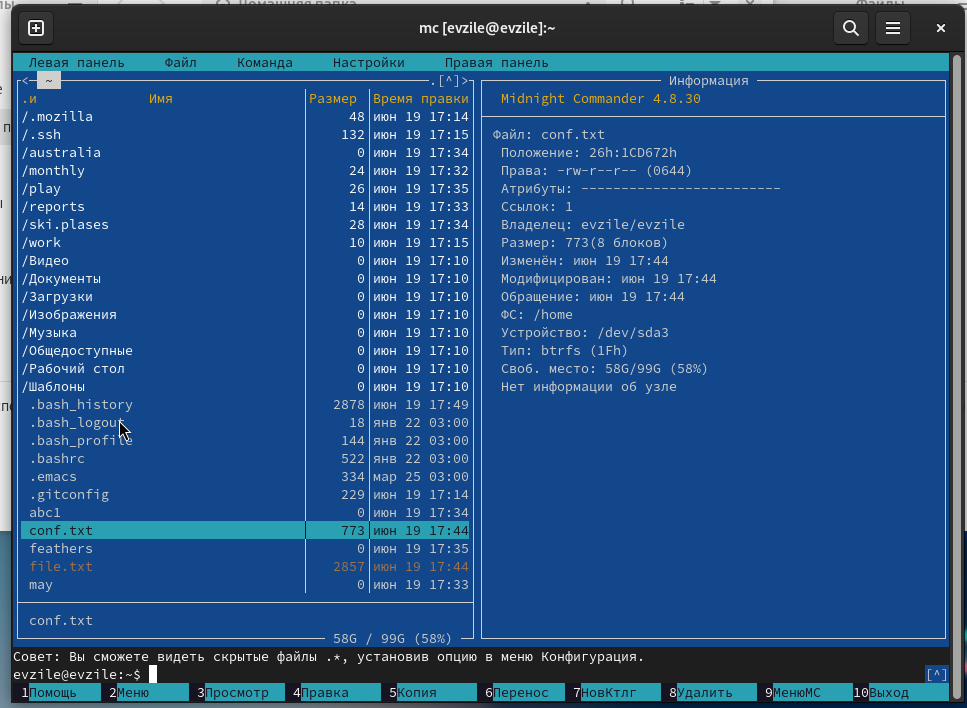 mc [evzile@evzile]:~
Левая панель Файл Команда Настройки Правая панель
<─ ~ .[^]>
.и Имя Размер Время правки
/.mozilla 48 июн 19 17:14
/.ssh 132 июн 19 17:15
/australia 0 июн 19 17:34
/monthly 24 июн 19 17:32
/play 26 июн 19 17:35
/reports 14 июн 19 17:33
/ski.plases 28 июн 19 17:34
/work 10 июн 19 17:15
/Видео 0 июн 19 17:10
/Документы 0 июн 19 17:10
/Загрузки 0 июн 19 17:10
/Изображения 0 июн 19 17:10
/Музыка 0 июн 19 17:10
/Общедоступные 0 июн 19 17:10
/Рабочий стол 0 июн 19 17:10
/Шаблоны 0 июн 19 17:10
.bash_history 2878 июн 19 17:49
.bash_logout 18 янв 22 03:00
.bash_profile 144 янв 22 03:00
.bashrc 522 янв 22 03:00
.emacs 334 мар 25 03:00
.gitconfig 229 июн 19 17:14
abc1 0 июн 19 17:34
conf.txt 773 июн 19 17:44
feathers 0 июн 19 17:35
file.txt 2857 июн 19 17:44
may 0 июн 19 17:33
conf.txt
58G / 99G (58%)
Информация
Midnight Commander 4.8.30
Файл: conf.txt
Положение: 26h:1CD672h
Права: -rw-r--r-- (0644)
Атрибуты: -------------------------
Ссылок: 1
Владелец: evzile/evzile
Размер: 773(8 блоков)
Изменён: июн 19 17:44
Модифицирован: июн 19 17:44
Обращение: июн 19 17:44
ФС: /home
Устройство: /dev/sda3
Тип: btrfs (1Fh)
Своб. место: 58G/99G (58%)
Нет информации об узле
Совет: Вы сможете видеть скрытые файлы .*, установив опцию в меню Конфигурация.
evzile@evzile:~$ [^]
1Помощь 2Меню 3Просмотр 4Правка 5Копия 6Перенос 7НовКтлг 8Удалить 9МенюМС 10Выход